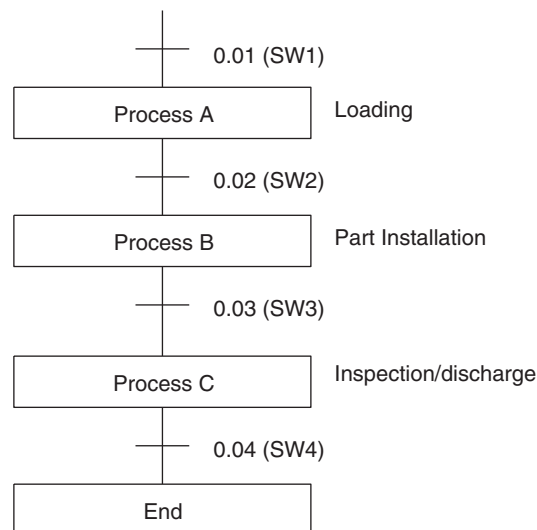 0.01 (SW1)
Process A
Loading
0.02 (SW2)
Process B
Part Installation
0.03 (SW3)
Process C
Inspection/discharge
0.04 (SW4)
End